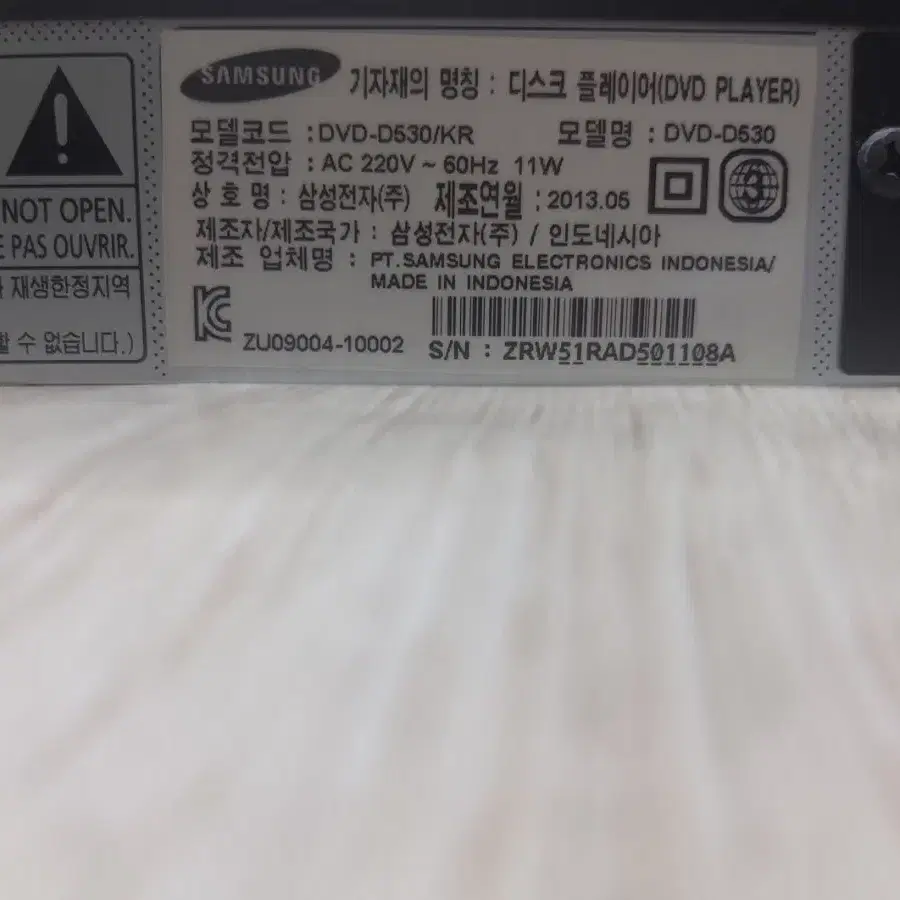 NOT OPEN.
PAS OUVRIR.
재생한정지역
할 수 없습니다.)
SAMSUNG 기자재의 명칭 : 디스크 플레이어(DVD PLAYER)
모델코드 : DVD-D530/KR 모델명 : DVD-D530
정격전압 : AC 220V ~ 60Hz 11W
상 호 명 : 삼성전자(주) 제조연월 : 2013.05
3
제조자/제조국가 : 삼성전자(주) / 인도네시아
제조 업체명 : PT.SAMSUNG ELECTRONICS INDONESIA/
MADE IN INDONESIA
ZU09004-10002
S/N : ZRW51RAD501108A